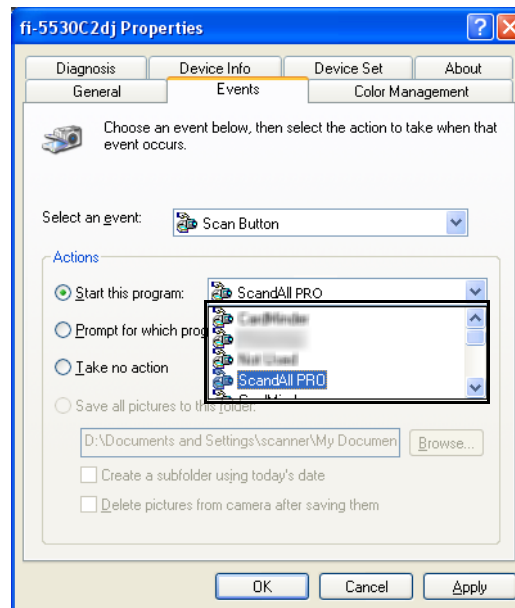 fi-5530C2dj Properties
Diagnosis Device Info Device Set About
General Events Color Management
Choose an event below, then select the action to take when that
event occurs.
Select an event: Scan Button
Actions
Start this program: ScandAll PRO
Prompt for which prog
Not Used
Take no action ScandAll PRO
Save all pictures to this folder:
D:\Documents and Settings\scanner\My Documen Browse...
Create a subfolder using today's date
Delete pictures from camera after saving them
OK Cancel Apply